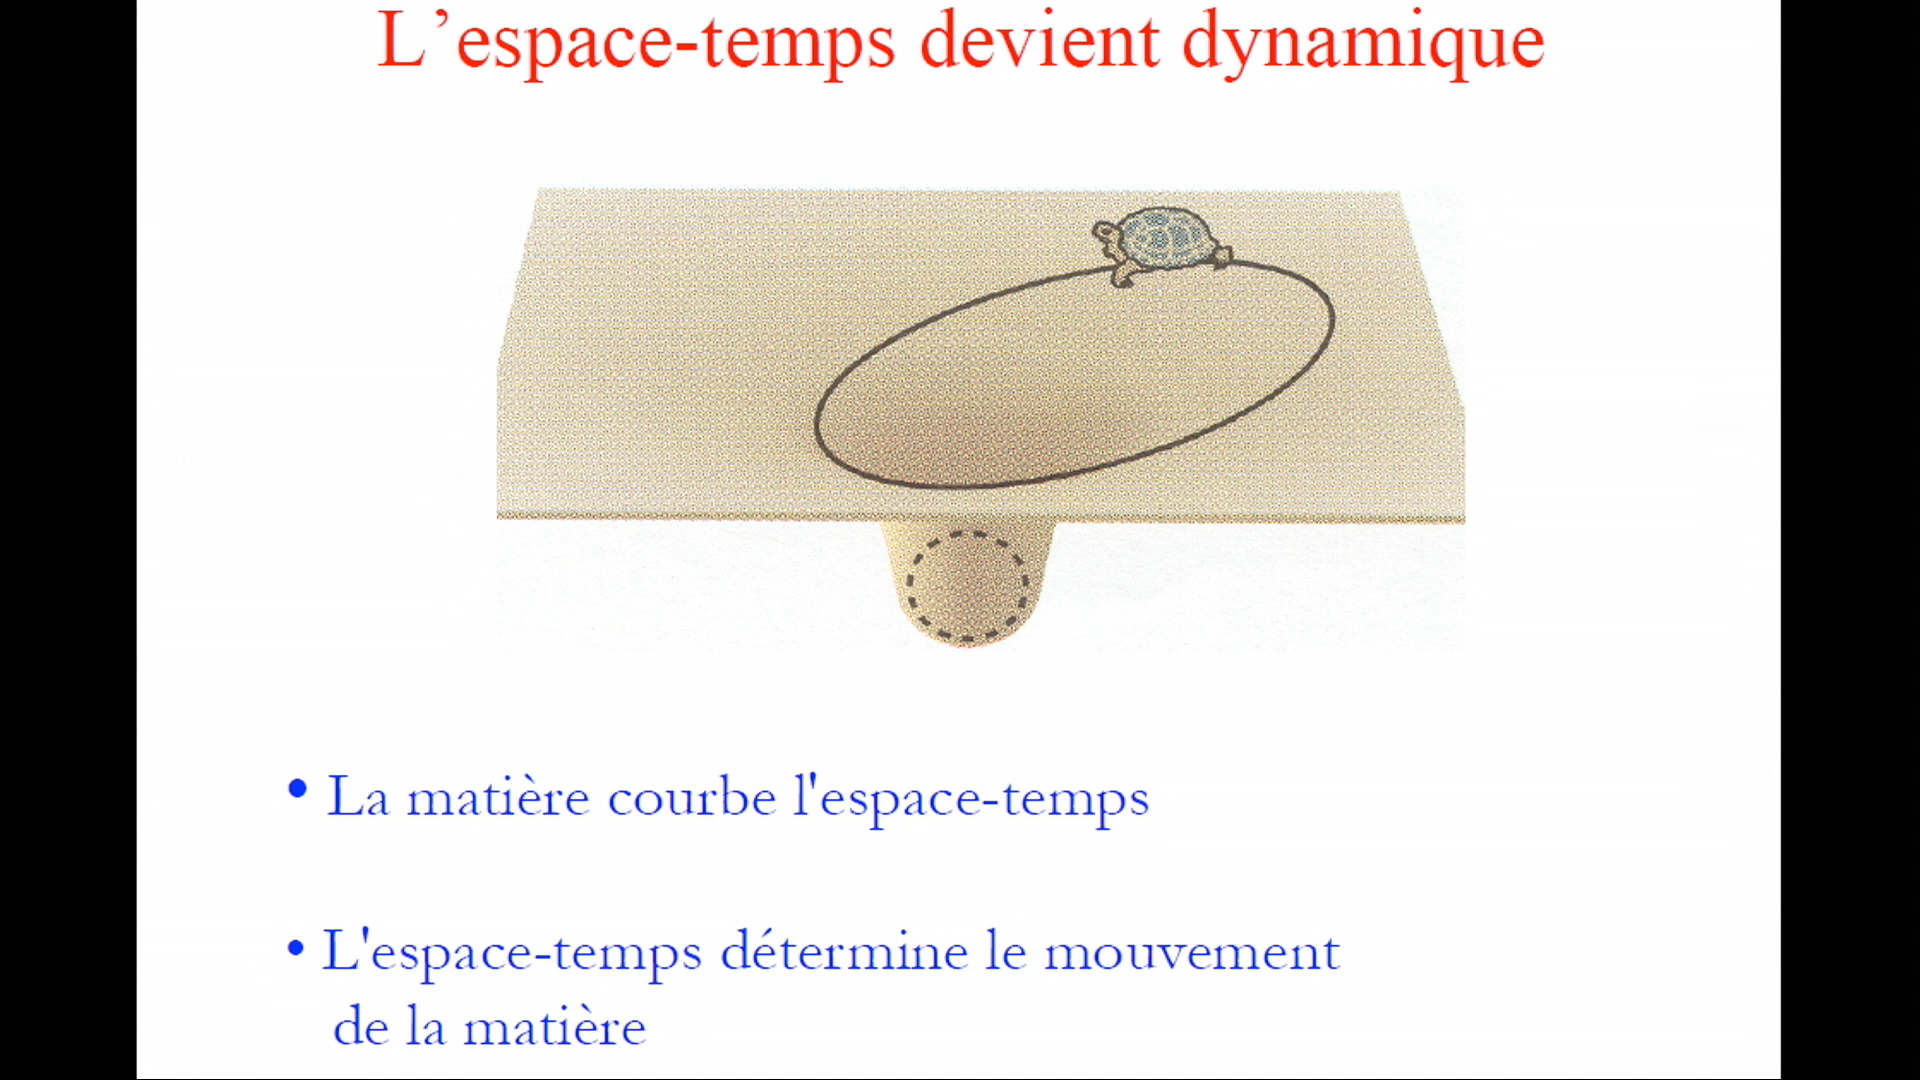 L’espace-temps devient dynamique
• La matière courbe l'espace-temps
• L'espace-temps détermine le mouvement
de la matière